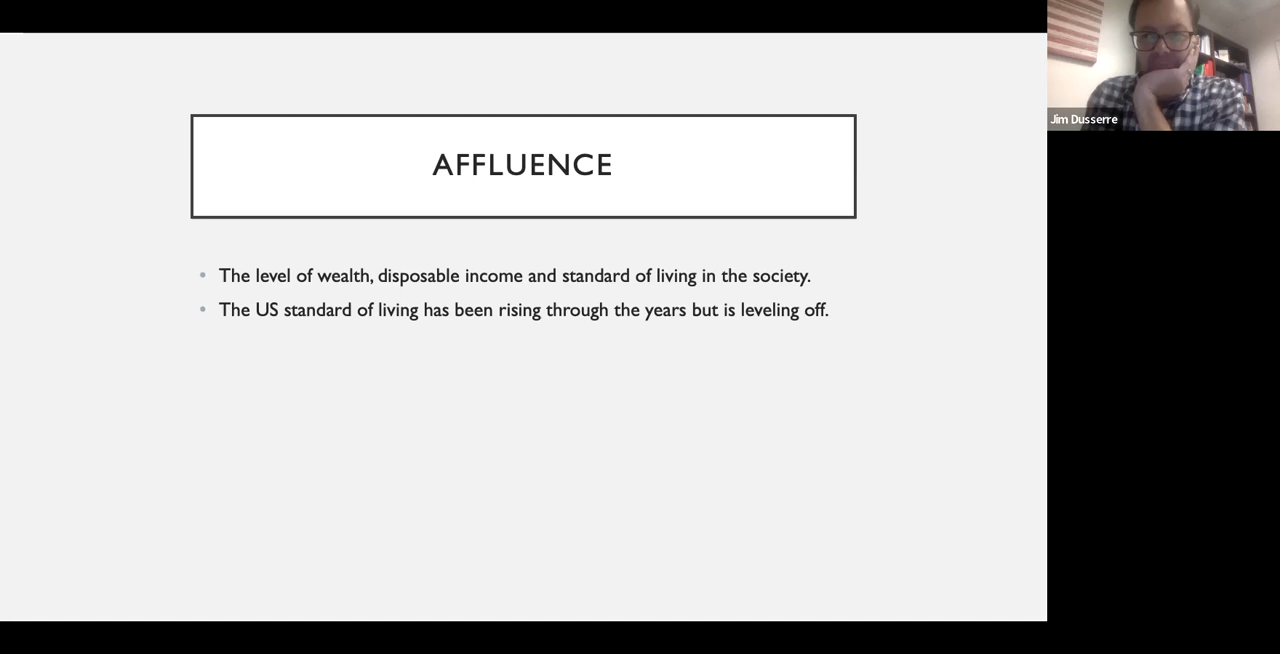 AFFLUENCE
• The level of wealth, disposable income and standard of living in the society.
• The US standard of living has been rising through the years but is leveling off.
Jim Dusserre